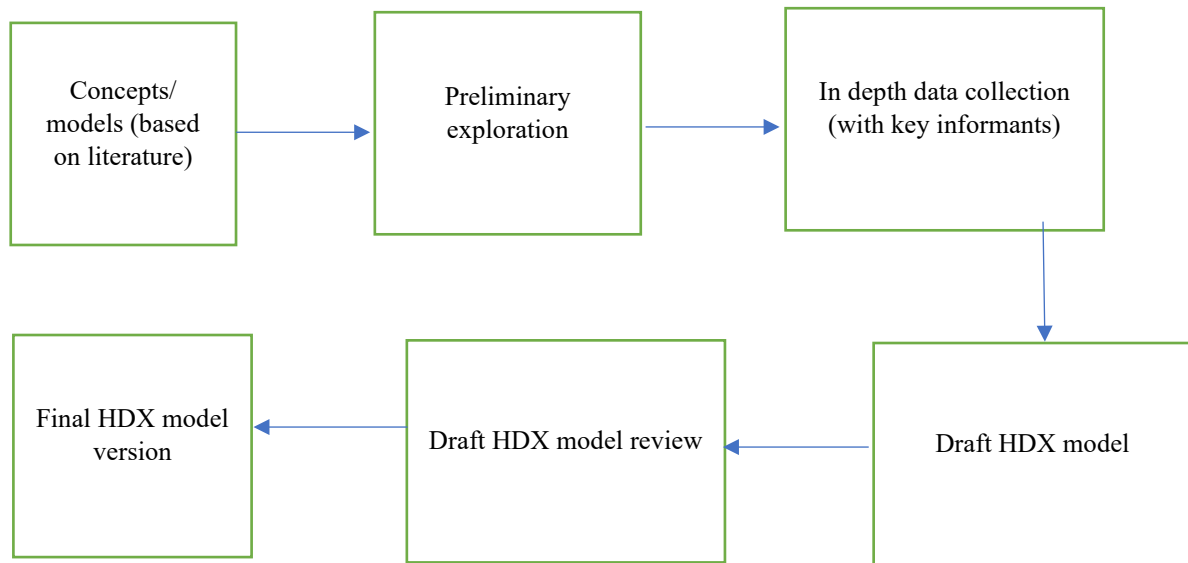 Concepts/
models (based
on literature)
Preliminary
exploration
In depth data collection
(with key informants)
Draft HDX model
Draft HDX model review
Final HDX model
version